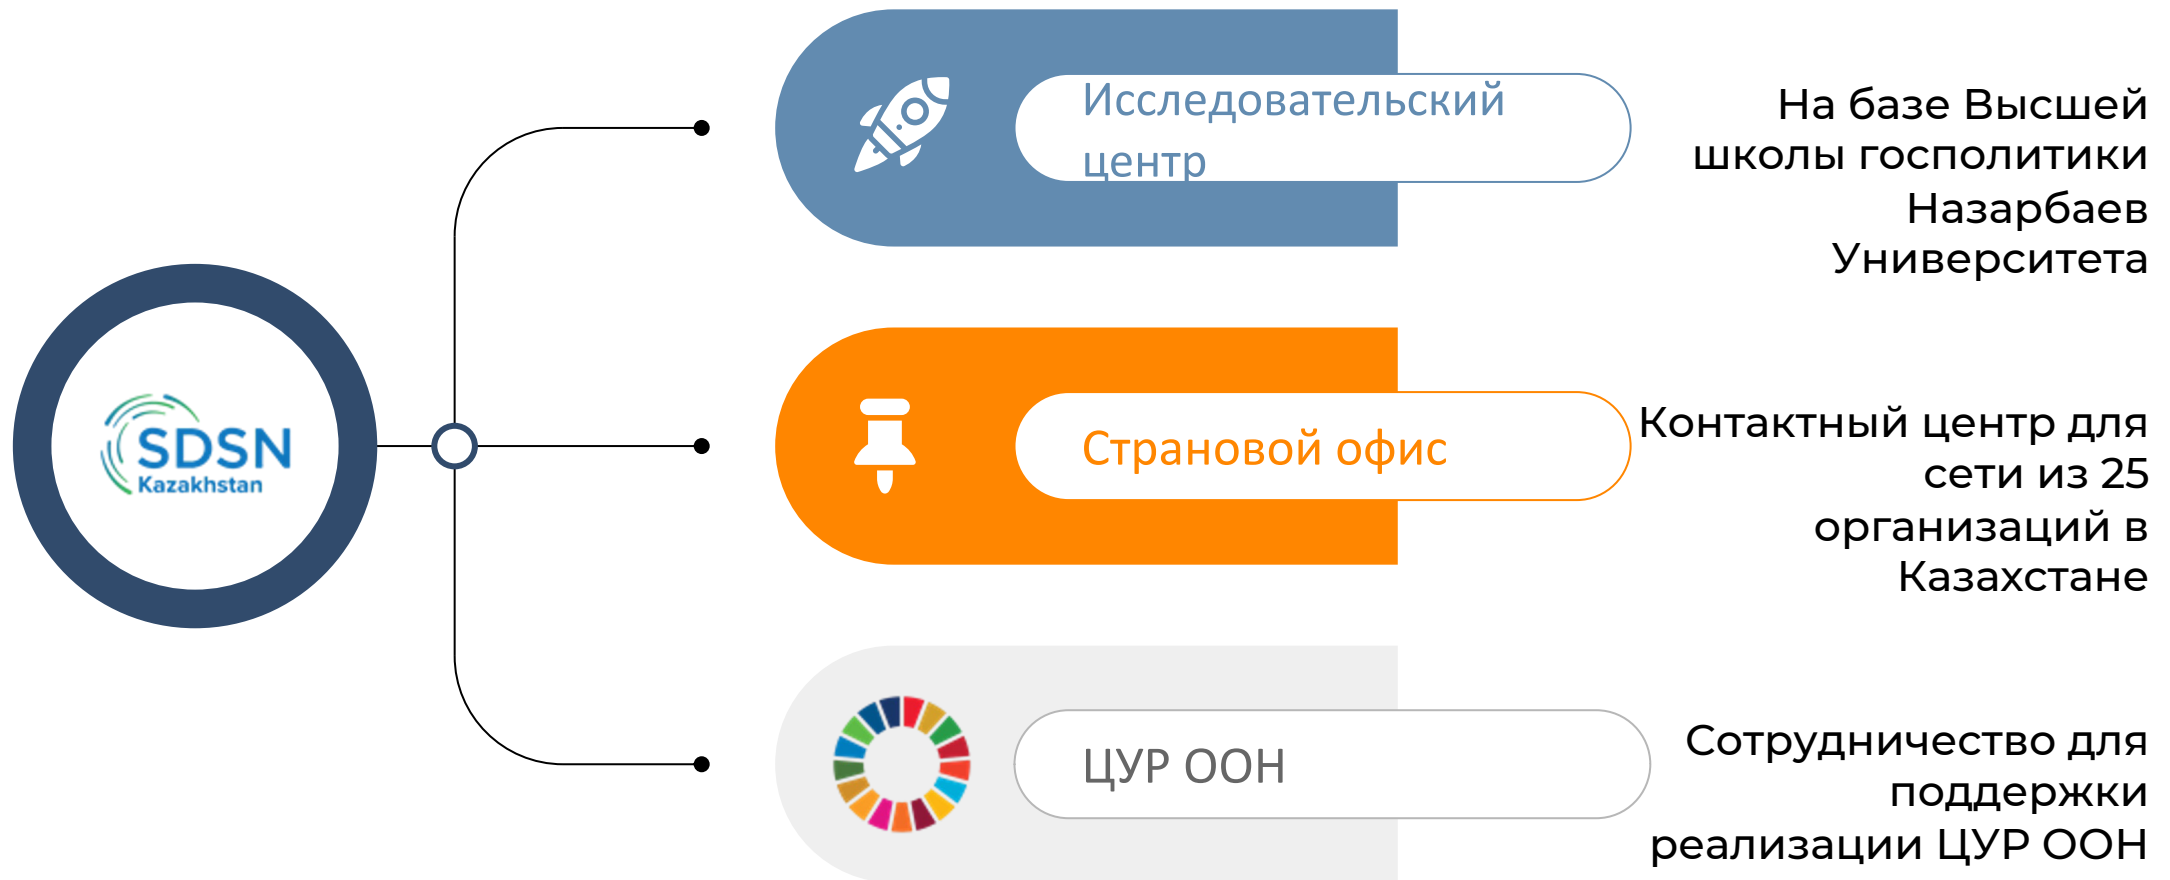 SDSN
Kazakhstan
Исследовательский
центр
На базе Высшей
школы госполитики
Назарбаев
Университета
Страновой офис
Контактный центр для
сети из 25
организаций в
Казахстане
ЦУР ООН
Сотрудничество для
поддержки
реализации ЦУР ООН